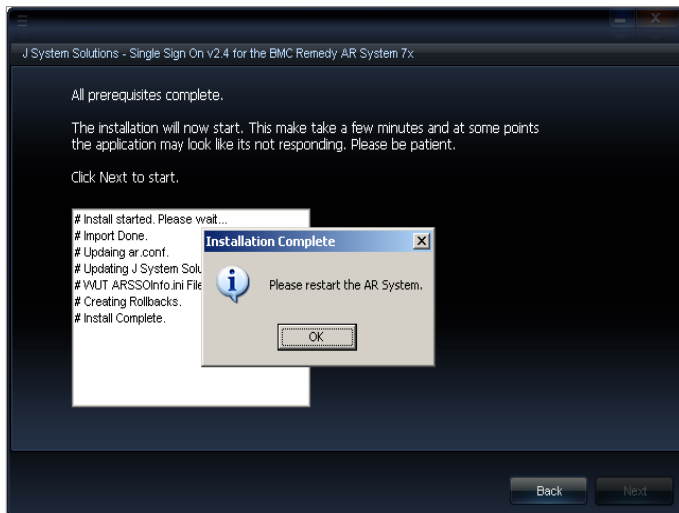 J System Solutions - Single Sign On v2.4 for the BMC Remedy AR System 7x
All prerequisites complete.
The installation will now start. This make take a few minutes and at some points
the application may look like its not responding. Please be patient.
Click Next to start.
# Install started. Please wait...
# Import Done.
# Updaing ar.conf.
# Updating J System Solu
# WUT ARSSOInfo.ini File
# Creating Rollbacks.
# Install Complete.
Installation Complete
Please restart the AR System.
OK
Back
Next